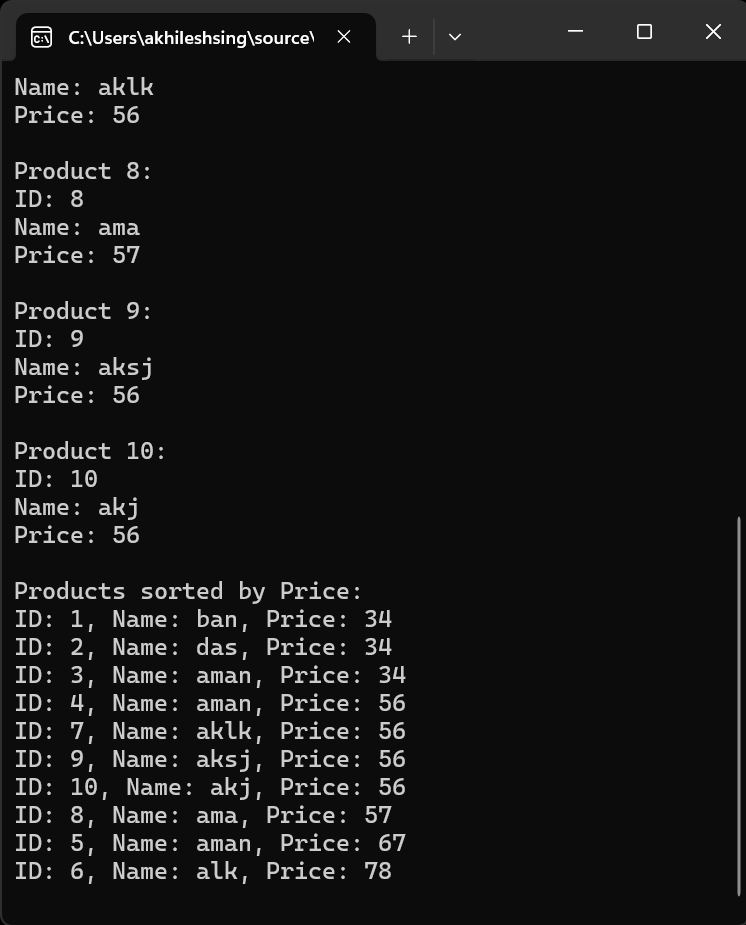 C:\Users\akhileshsing\source\
Name: aklk
Price: 56
Product 8:
ID: 8
Name: ama
Price: 57
Product 9:
ID: 9
Name: aksj
Price: 56
Product 10:
ID: 10
Name: akj
Price: 56
Products sorted by Price:
ID: 1, Name: ban, Price: 34
ID: 2, Name: das, Price: 34
ID: 3, Name: aman, Price: 34
ID: 4, Name: aman, Price: 56
ID: 7, Name: aklk, Price: 56
ID: 9, Name: aksj, Price: 56
ID: 10, Name: akj, Price: 56
ID: 8, Name: ama, Price: 57
ID: 5, Name: aman, Price: 67
ID: 6, Name: alk, Price: 78